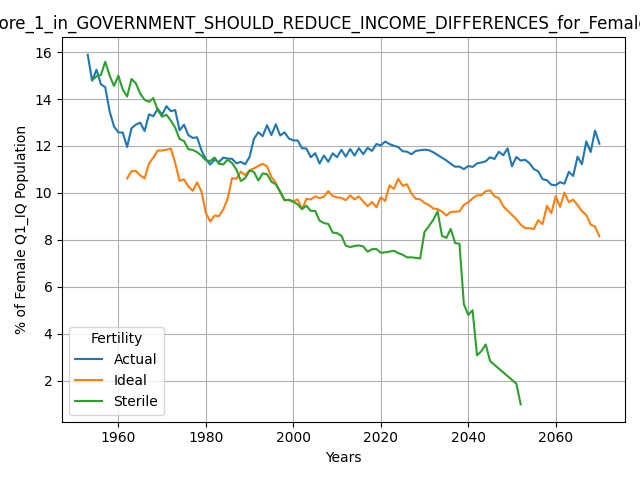 ore_1_in_GOVERNMENT_SHOULD_REDUCE_INCOME_DIFFERENCES_for_Female
% of Female Q1_IQ Population
16
14
12
10
8
6
4
2
Fertility
Actual
Ideal
Sterile
1960 1980 2000 2020 2040 2060
Years